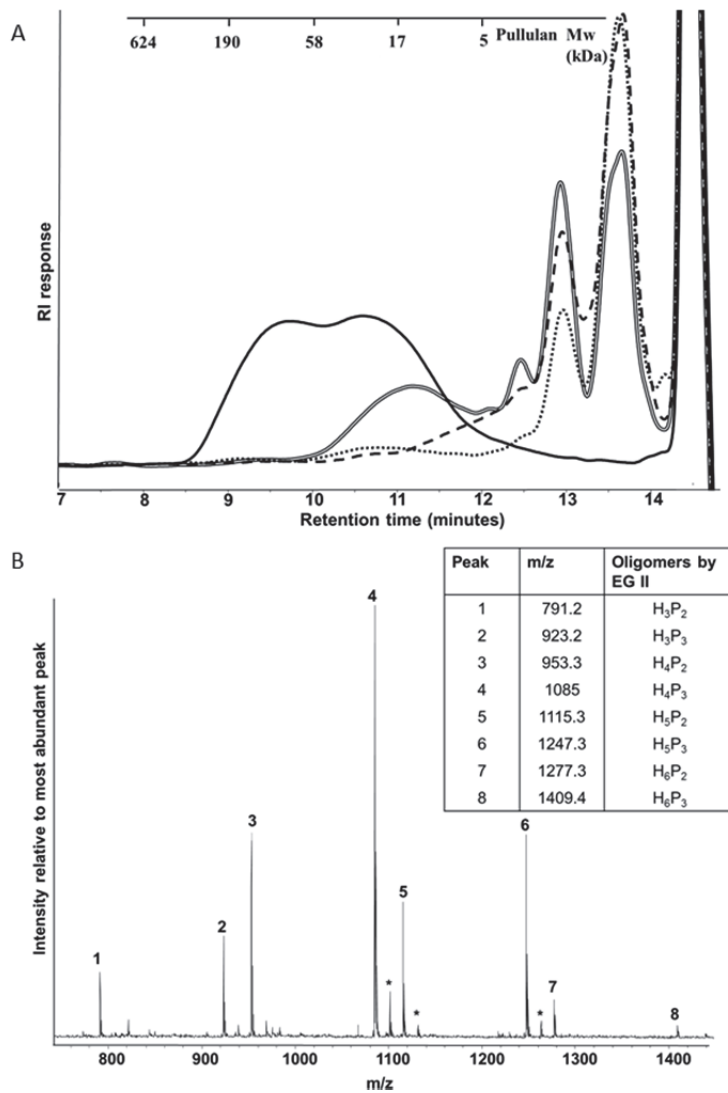 A
624 190 58 17 5 Pullulan Mw
(kDa)
RI response
7 8 9 10 11 12 13 14
Retention time (minutes)
B
Peak m/z Oligomers by
EG II
1 791.2 H₃P₂
2 923.2 H₃P₃
3 953.3 H₄P₂
4 1085 H₄P₃
5 1115.3 H₅P₂
6 1247.3 H₅P₃
7 1277.3 H₆P₂
8 1409.4 H₆P₃
Intensity relative to most abundant peak
1
2
3
4
5
*
*
6
*
7
8
800 900 1000 1100 1200 1300 1400
m/z